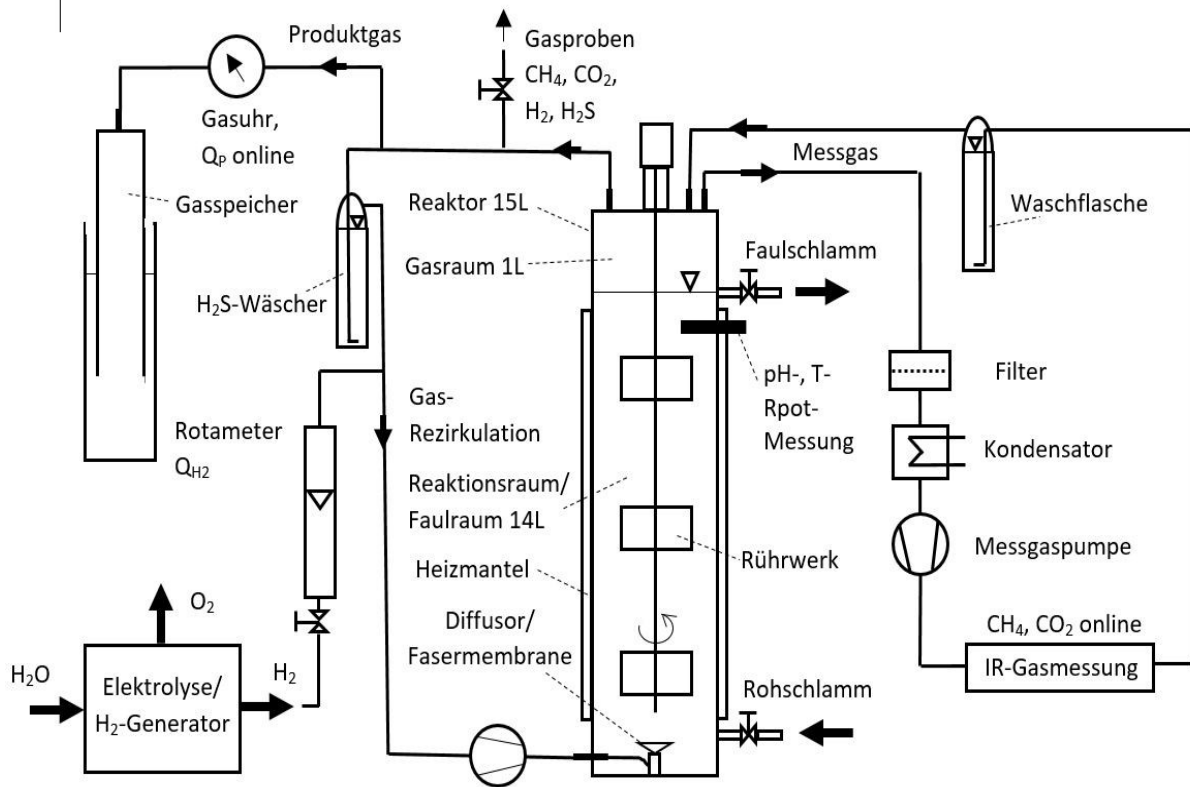 Produktgas
Gasuhr,
QP online
Gasspeicher
Gasproben
CH4, CO2,
H2, H2S
Messgas
Waschflasche
Reaktor 15L
Gasraum 1L
Faulschlamm
H2S-Wäscher
pH-, T-
Rpot-
Messung
Filter
Kondensator
Rotameter
QH2
Gas-
Rezirkulation
Reaktionsraum/
Faulraum 14L
Messgaspumpe
Rührwerk
Heizmantel
Diffusor/
Fasermembrane
CH4, CO2 online
IR-Gasmessung
O2
H2O
Elektrolyse/
H2-Generator
H2
Rohschlamm